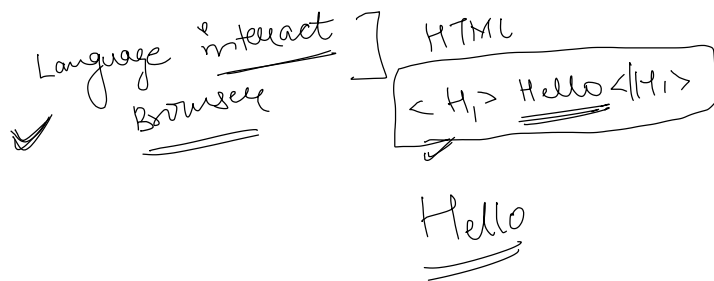 Language interact ] HTML
Browser
< H1> Hello <//H1>
Hello